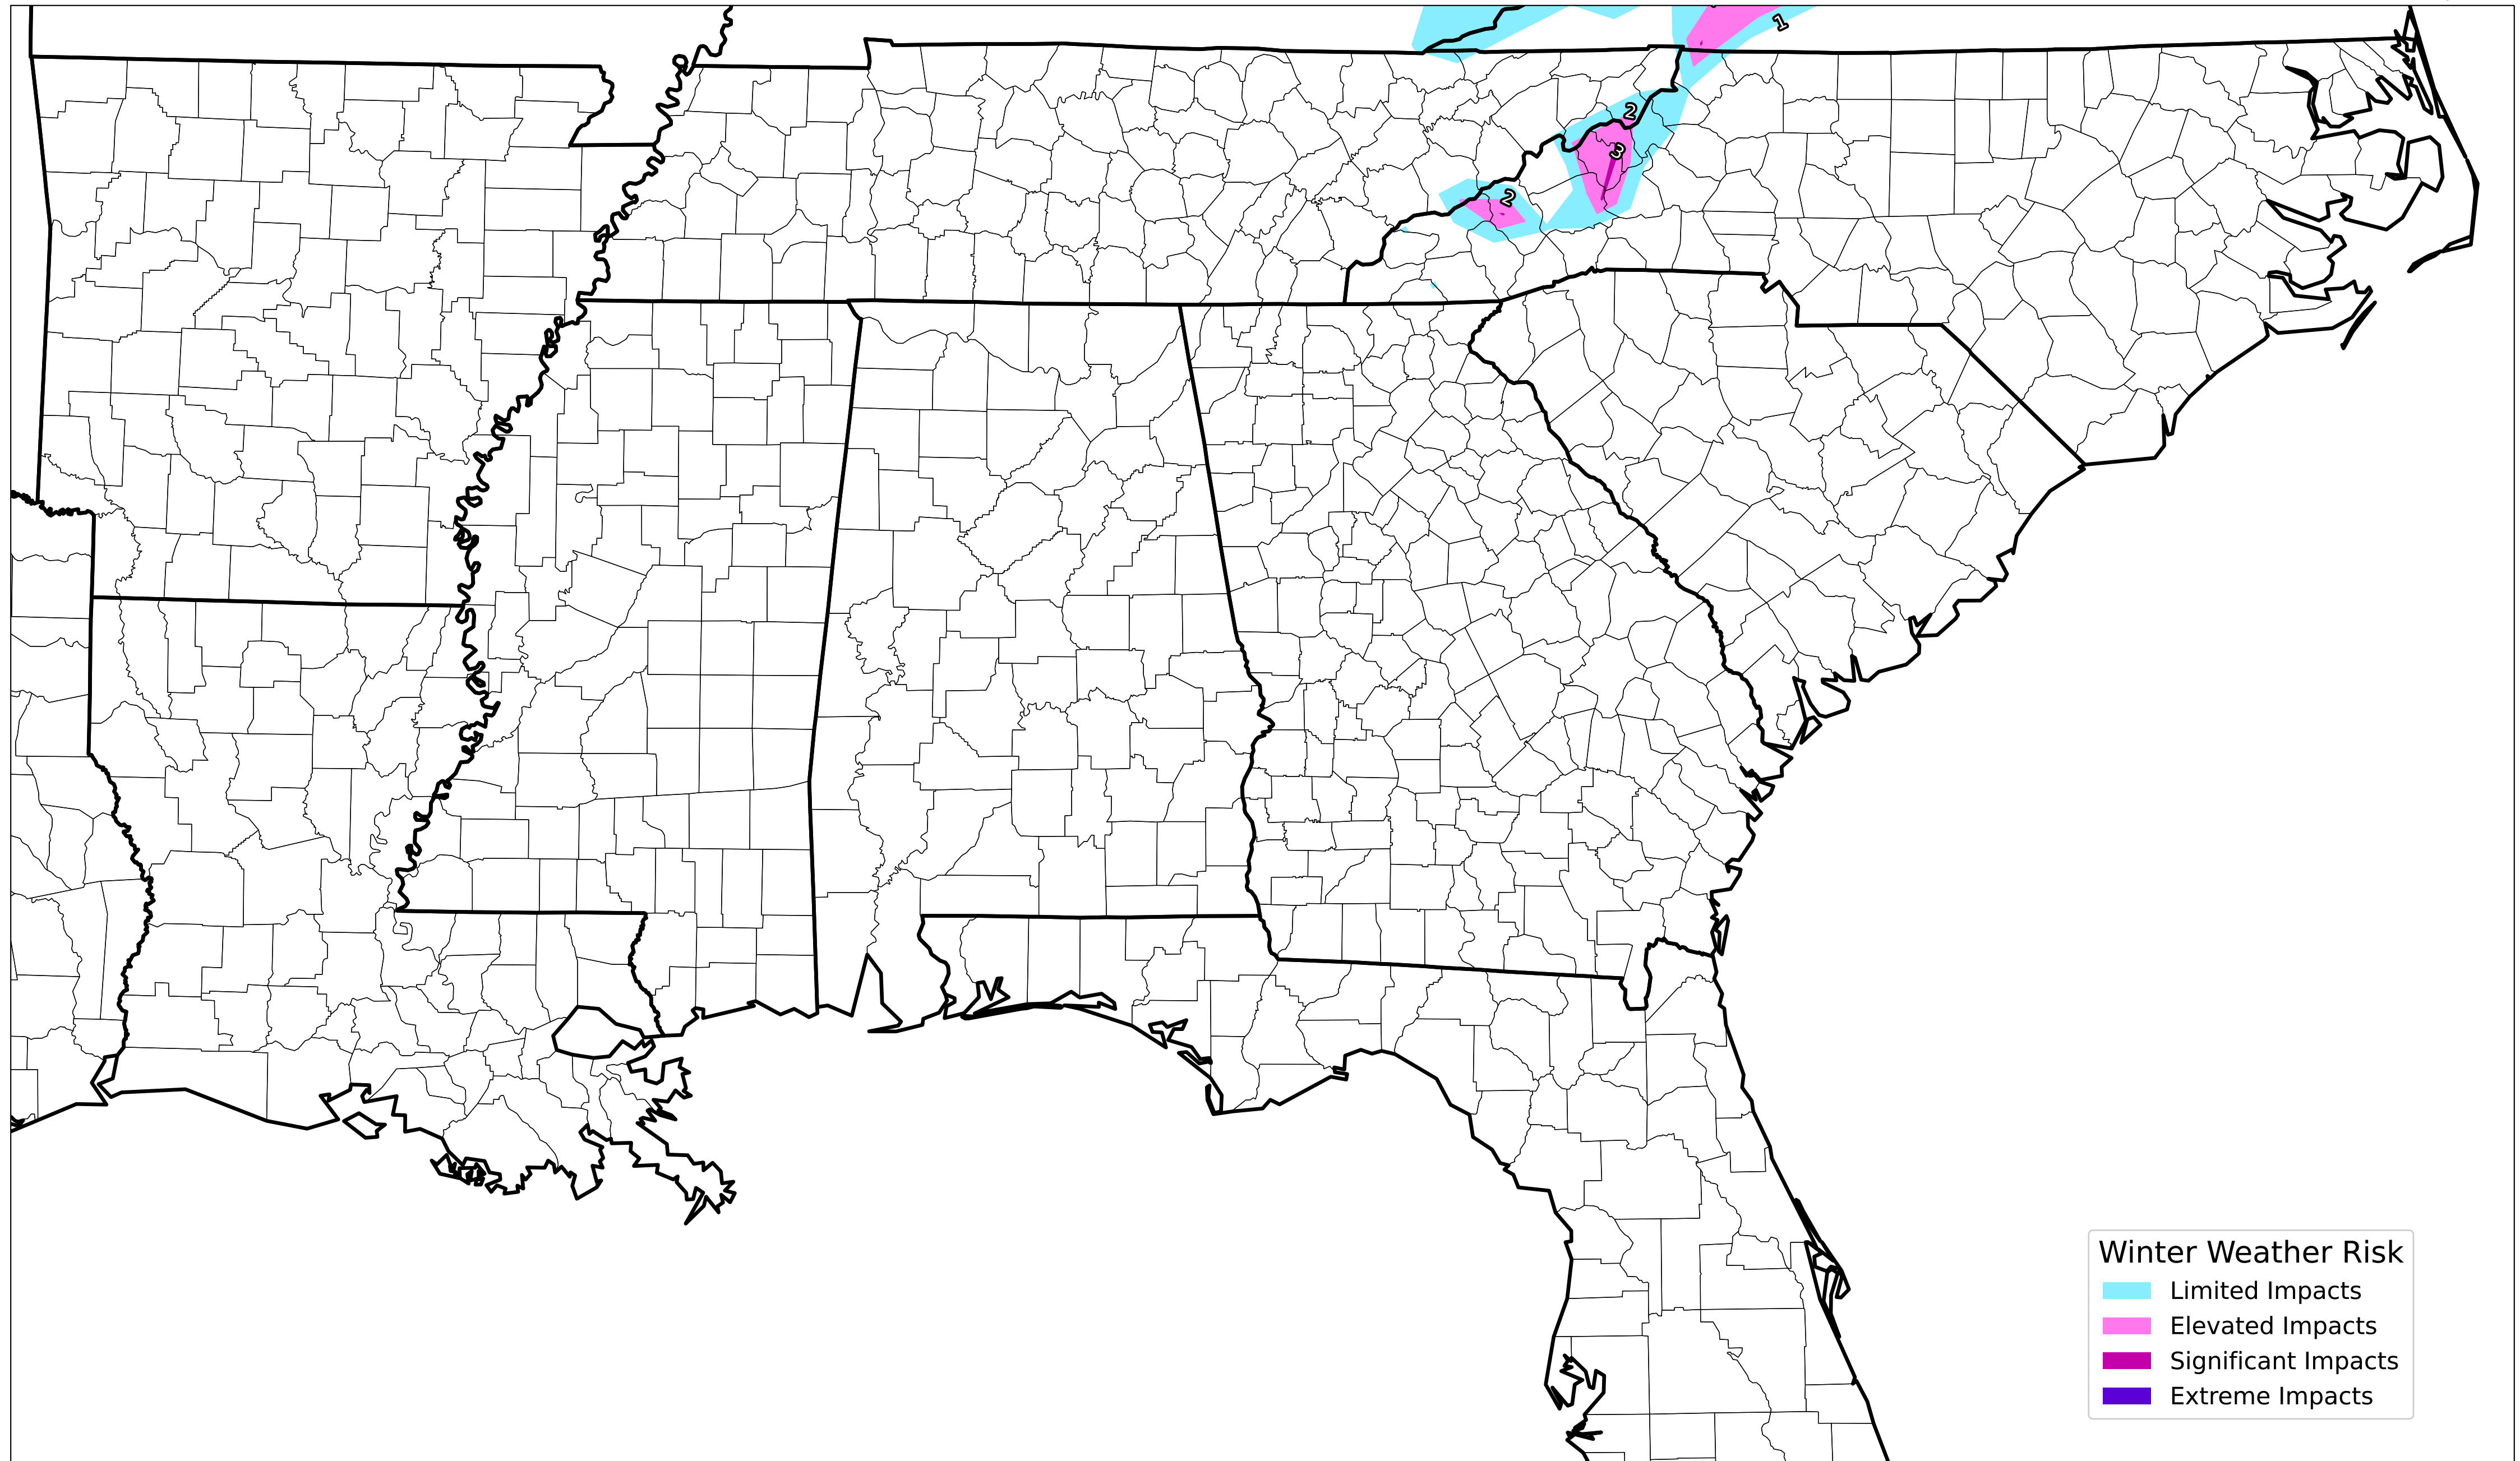 1
2
3
2
Winter Weather Risk
Limited Impacts
Elevated Impacts
Significant Impacts
Extreme Impacts